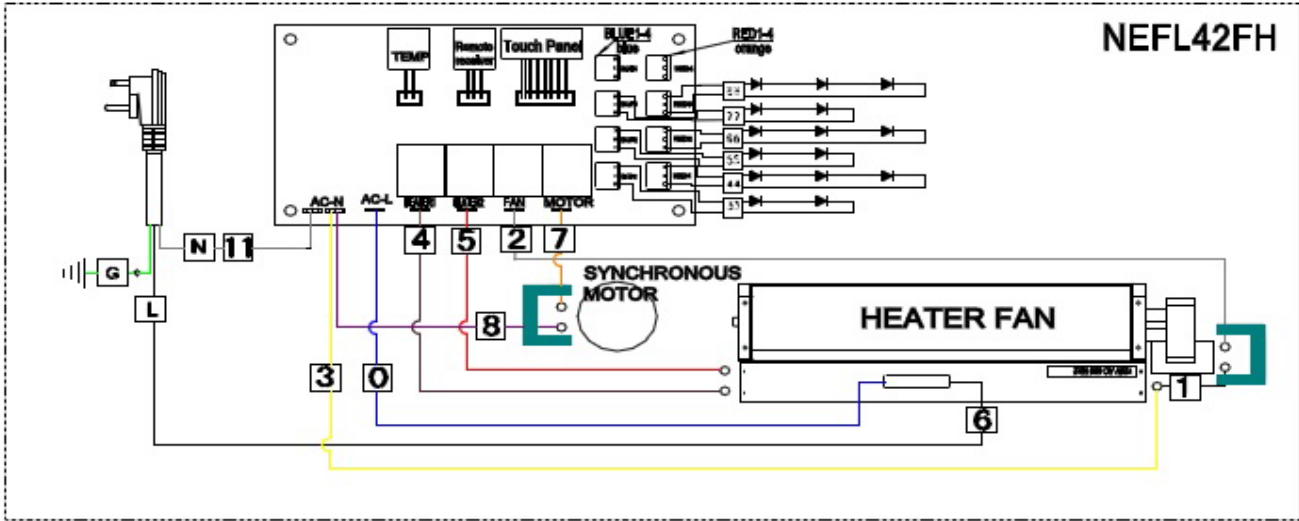 NEFL42FH
BLUE1-4
blue
RED1-4
orange
TEMP
Remote
receiver
Touch Panel
88
77
66
55
44
33
AC-N
AC-L
FAN
MOTOR
N
11
4
5
2
7
G
L
SYNCHRONOUS
MOTOR
8
HEATER FAN
3
0
1
6